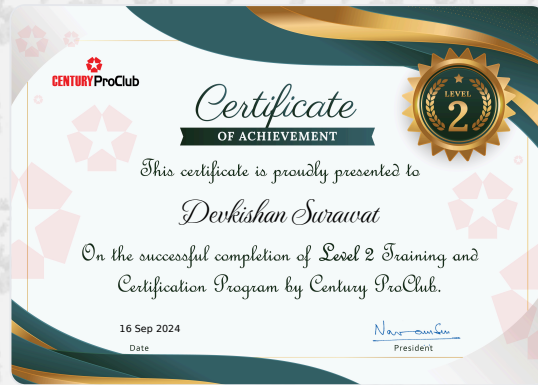 CENTURY ProClub
Certificate
OF ACHIEVEMENT
LEVEL
2
This certificate is proudly presented to
Devkishan Surawat
On the successful completion of Level 2 Training and
Certification Program by Century ProClub.
16 Sep 2024
Date
President